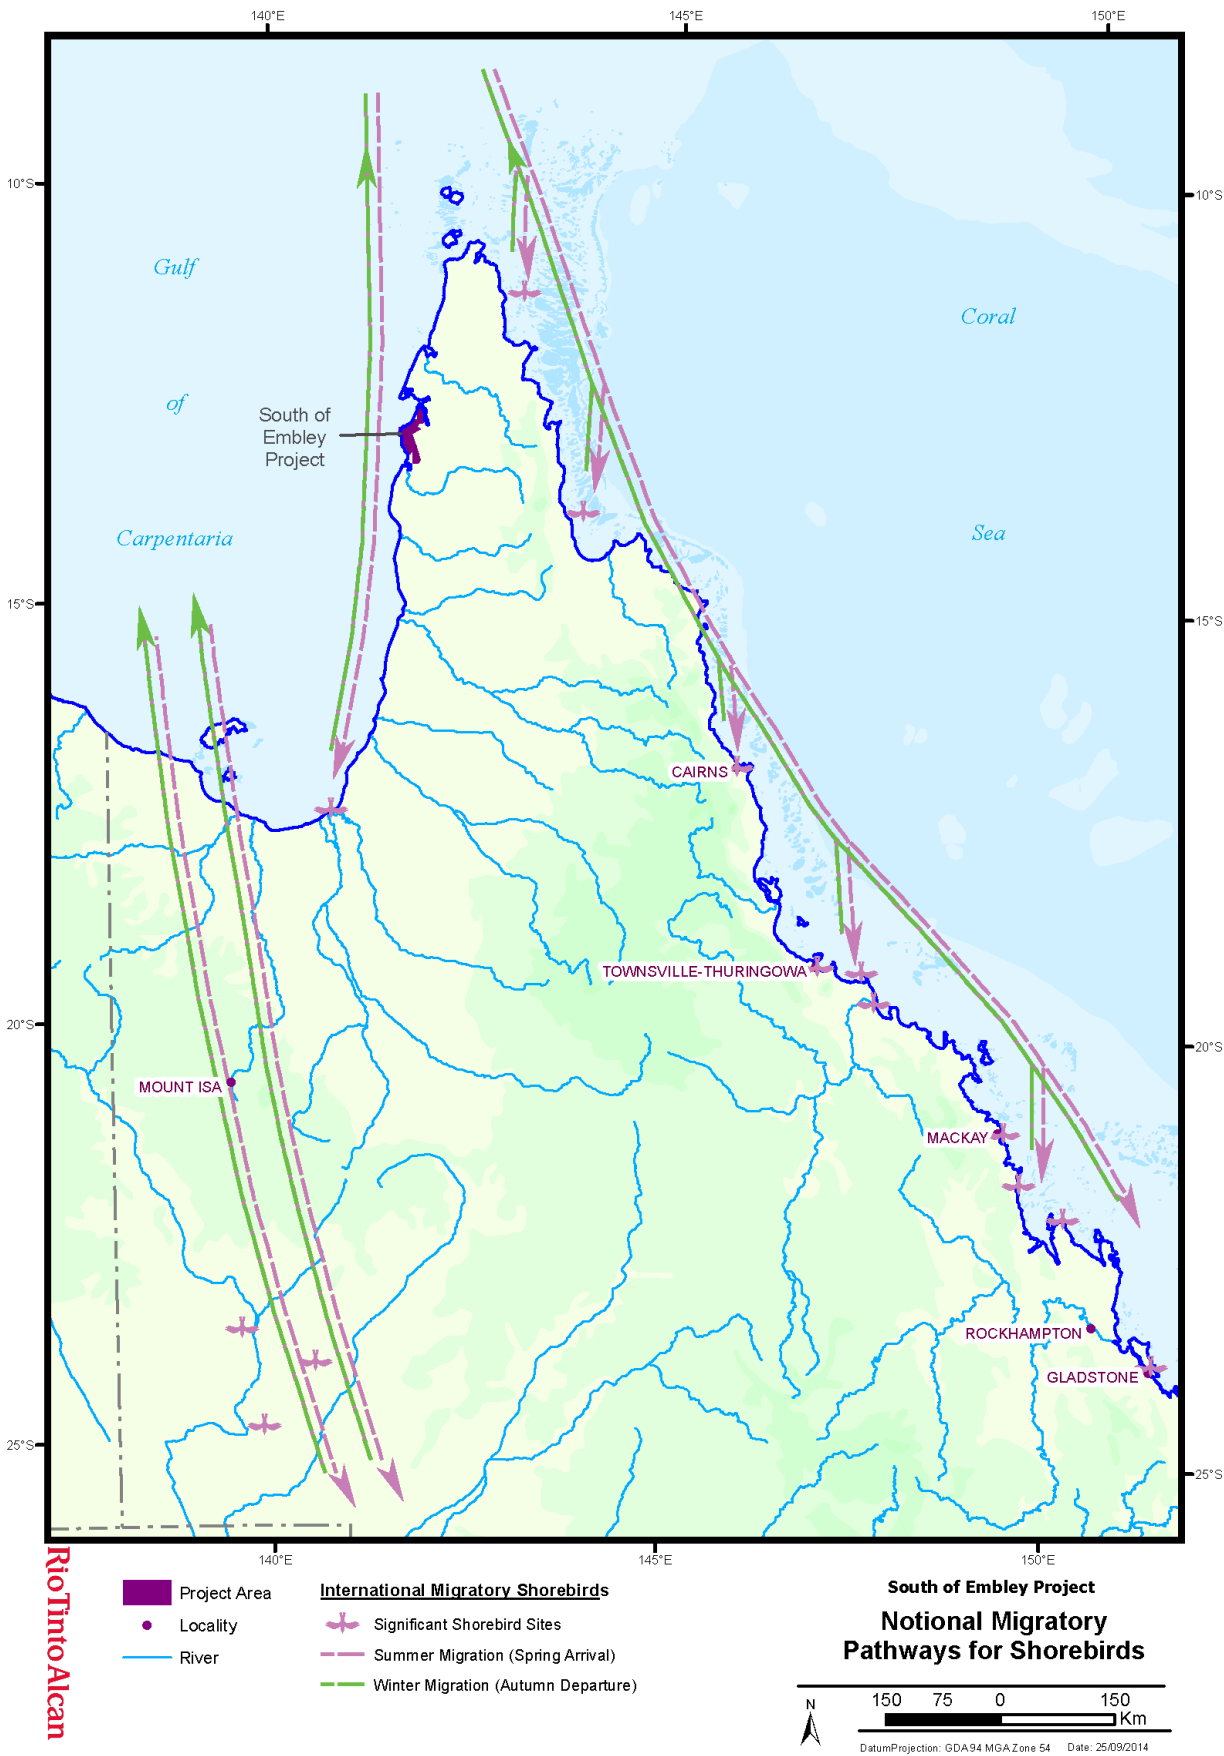 140°E
145°E
150°E
10°S
10°S
Gulf
Coral
of
South of
Embley
Project
Carpentaria
Sea
15°S
15°S
CAIRNS
TOWNSVILLE-THURINGOWA
20°S
20°S
MOUNT ISA
MACKAY
ROCKHAMPTON
GLADSTONE
25°S
25°S
140°E
145°E
150°E
RioTintoAlcan
Project Area
Locality
River
International Migratory Shorebirds
Significant Shorebird Sites
Summer Migration (Spring Arrival)
Winter Migration (Autumn Departure)
South of Embley Project
Notional Migratory
Pathways for Shorebirds
N
150 75 0 150
Km
Datum/Projection: GDA94 MGA Zone 54 Date: 25/09/2014